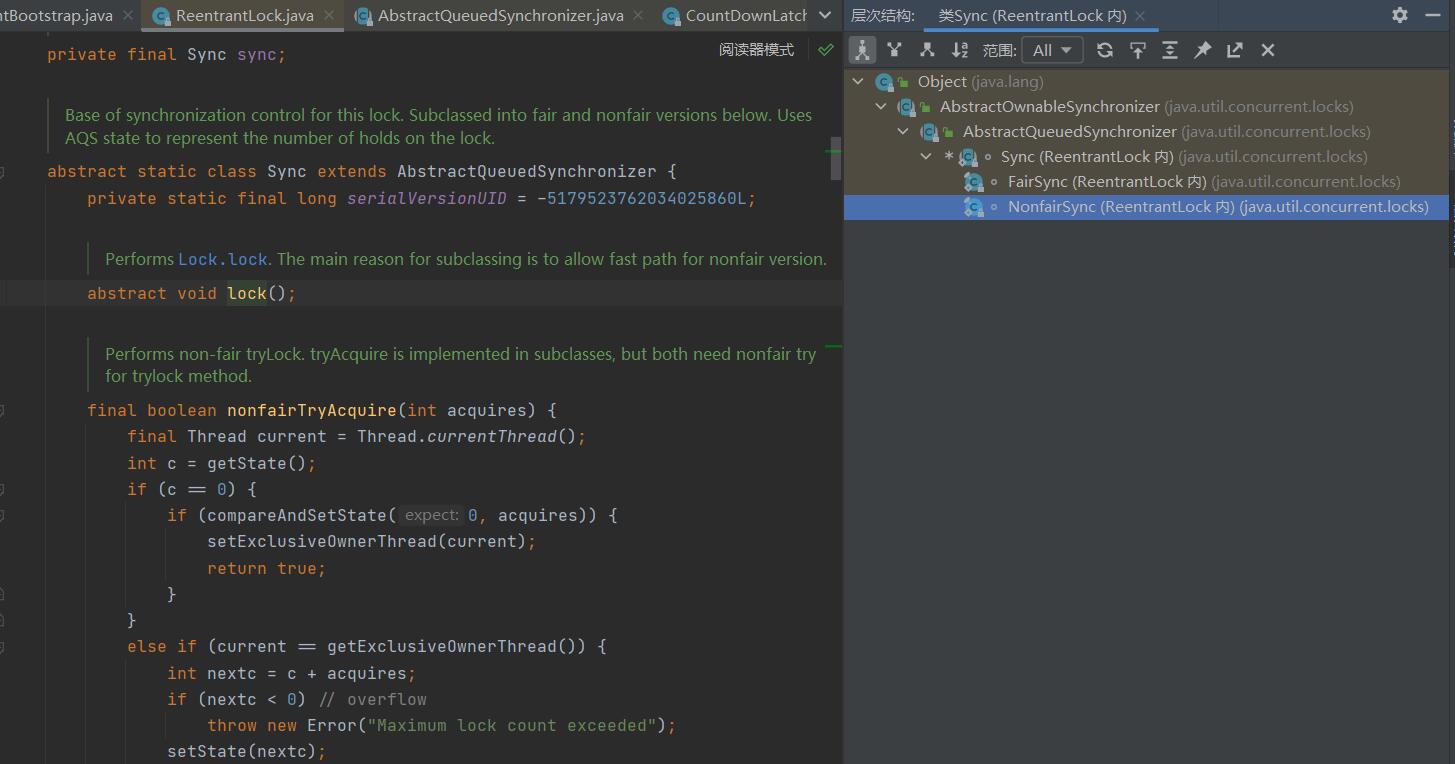 ntBootstrap.java
ReentrantLock.java
AbstractQueuedSynchronizer.java
CountDownLatch
层次结构:
类Sync (ReentrantLock 内)
private final Sync sync;
阅读器模式
Base of synchronization control for this lock. Subclassed into fair and nonfair versions below. Uses
AQS state to represent the number of holds on the lock.
abstract static class Sync extends AbstractQueuedSynchronizer {
private static final long serialVersionUID = -5179523762034025860L;
Performs Lock.lock. The main reason for subclassing is to allow fast path for nonfair version.
abstract void lock();
Performs non-fair tryLock. tryAcquire is implemented in subclasses, but both need nonfair try
for trylock method.
final boolean nonfairTryAcquire(int acquires) {
final Thread current = Thread.currentThread();
int c = getState();
if (c == 0) {
if (compareAndSetState( expect: 0, acquires)) {
setExclusiveOwnerThread(current);
return true;
}
}
else if (current == getExclusiveOwnerThread()) {
int nextc = c + acquires;
if (nextc < 0) // overflow
throw new Error("Maximum lock count exceeded");
setState(nextc);
范围: All
Object (java.lang)
AbstractOwnableSynchronizer (java.util.concurrent.locks)
AbstractQueuedSynchronizer (java.util.concurrent.locks)
* Sync (ReentrantLock 内) (java.util.concurrent.locks)
FairSync (ReentrantLock 内) (java.util.concurrent.locks)
NonfairSync (ReentrantLock 内) (java.util.concurrent.locks)